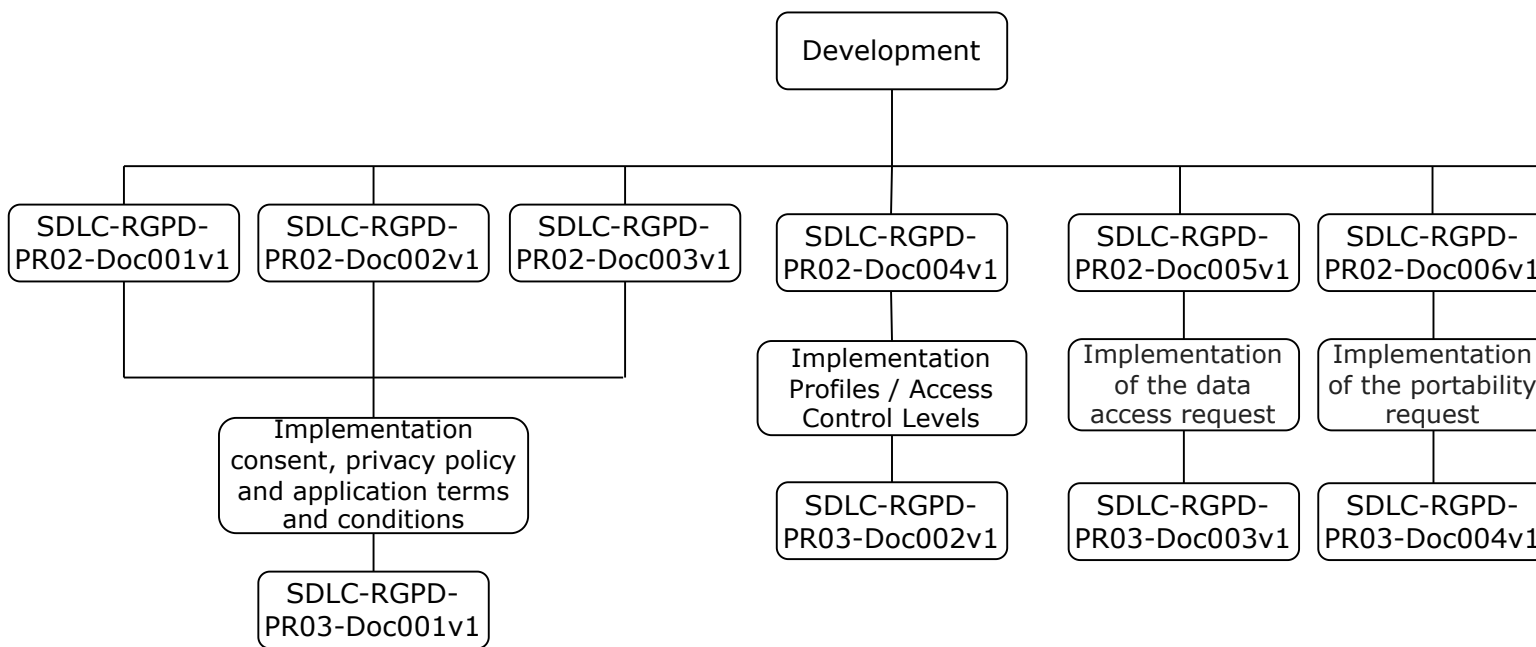 Development
SDLC-RGPD-
PR02-Doc001v1
SDLC-RGPD-
PR02-Doc002v1
SDLC-RGPD-
PR02-Doc003v1
SDLC-RGPD-
PR02-Doc004v1
SDLC-RGPD-
PR02-Doc005v1
SDLC-RGPD-
PR02-Doc006v1
Implementation
consent, privacy policy
and application terms
and conditions
Implementation
Profiles / Access
Control Levels
Implementation
of the data
access request
Implementation
of the portability
request
SDLC-RGPD-
PR03-Doc001v1
SDLC-RGPD-
PR03-Doc002v1
SDLC-RGPD-
PR03-Doc003v1
SDLC-RGPD-
PR03-Doc004v1